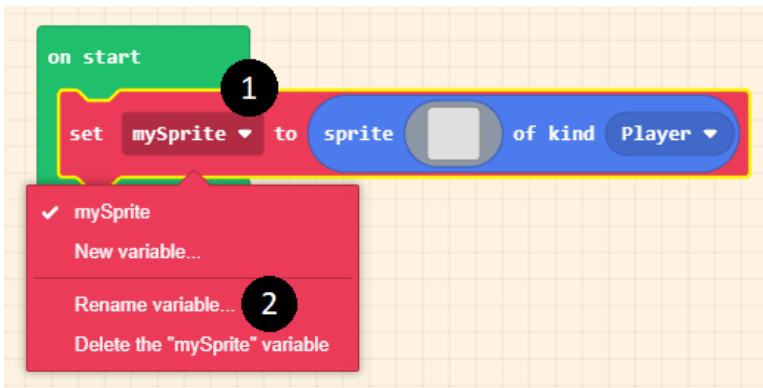 on start
1
set mySprite to sprite of kind Player
mySprite
New variable...
Rename variable... 2
Delete the "mySprite" variable